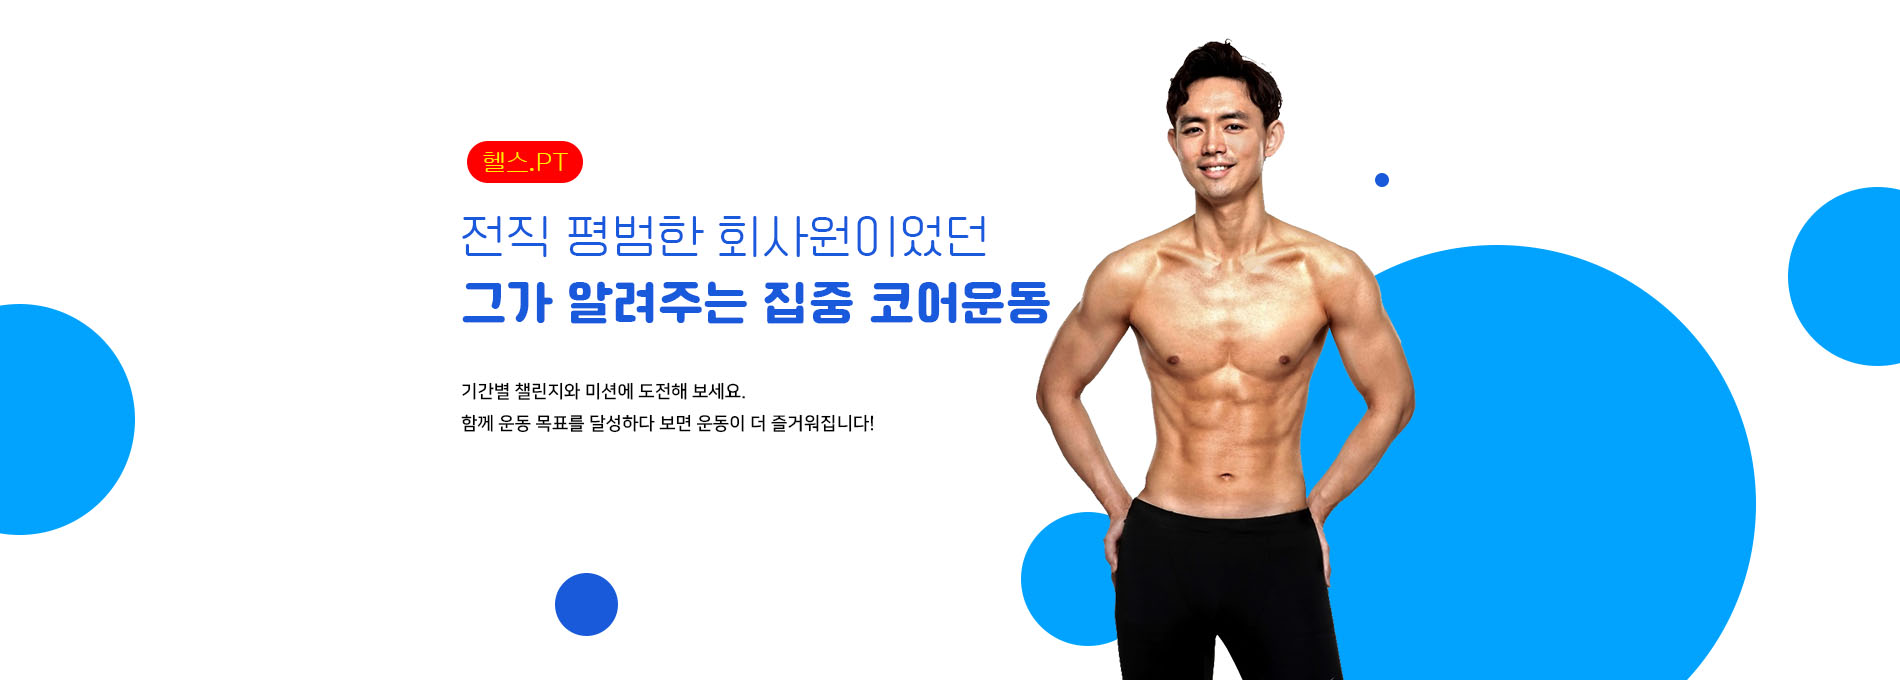 헬스.PT
전직 평범한 회사원이었던
그가 알려주는 집중 코어운동
기간별 챌린지와 미션에 도전해 보세요.
함께 운동 목표를 달성하다 보면 운동이 더 즐거워집니다!